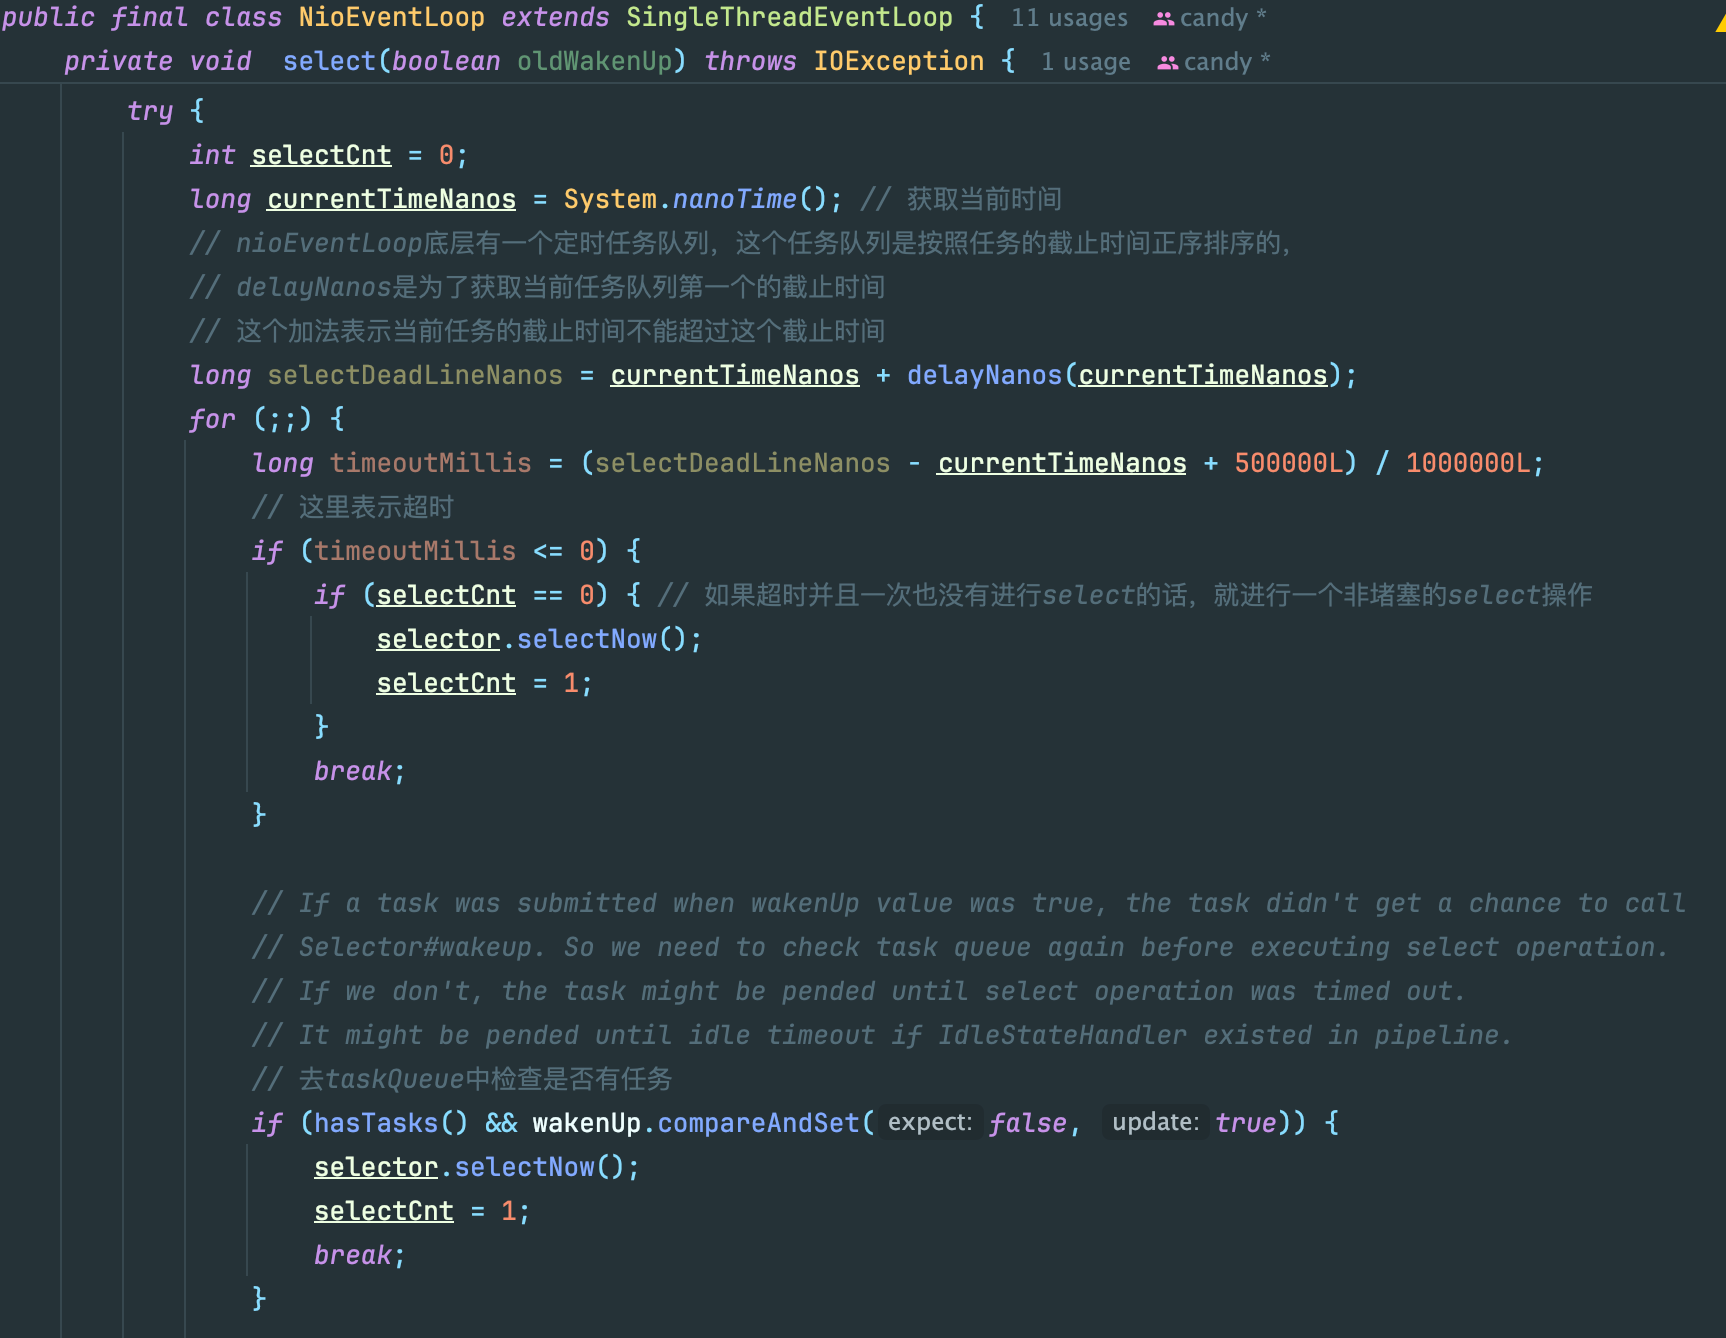 public final class NioEventLoop extends SingleThreadEventLoop { 11 usages candy *
private void select(boolean oldWakenUp) throws IOException { 1 usage candy *
try {
int selectCnt = 0;
long currentTimeNanos = System.nanoTime(); // 获取当前时间
// nioEventLoop底层有一个定时任务队列，这个任务队列是按照任务的截止时间正序排序的，
// delayNanos是为了获取当前任务队列第一个的截止时间
// 这个加法表示当前任务的截止时间不能超过这个截止时间
long selectDeadLineNanos = currentTimeNanos + delayNanos(currentTimeNanos);
for (;;) {
long timeoutMillis = (selectDeadLineNanos - currentTimeNanos + 500000L) / 1000000L;
// 这里表示超时
if (timeoutMillis <= 0) {
if (selectCnt == 0) { // 如果超时并且一次也没有进行select的话，就进行一个非堵塞的select操作
selector.selectNow();
selectCnt = 1;
}
break;
}
// If a task was submitted when wakenUp value was true, the task didn't get a chance to call
// Selector#wakeup. So we need to check task queue again before executing select operation.
// If we don't, the task might be pended until select operation was timed out.
// It might be pended until idle timeout if IdleStateHandler existed in pipeline.
// 去taskQueue中检查是否有任务
if (hasTasks() && wakenUp.compareAndSet( expect: false, update: true)) {
selector.selectNow();
selectCnt = 1;
break;
}